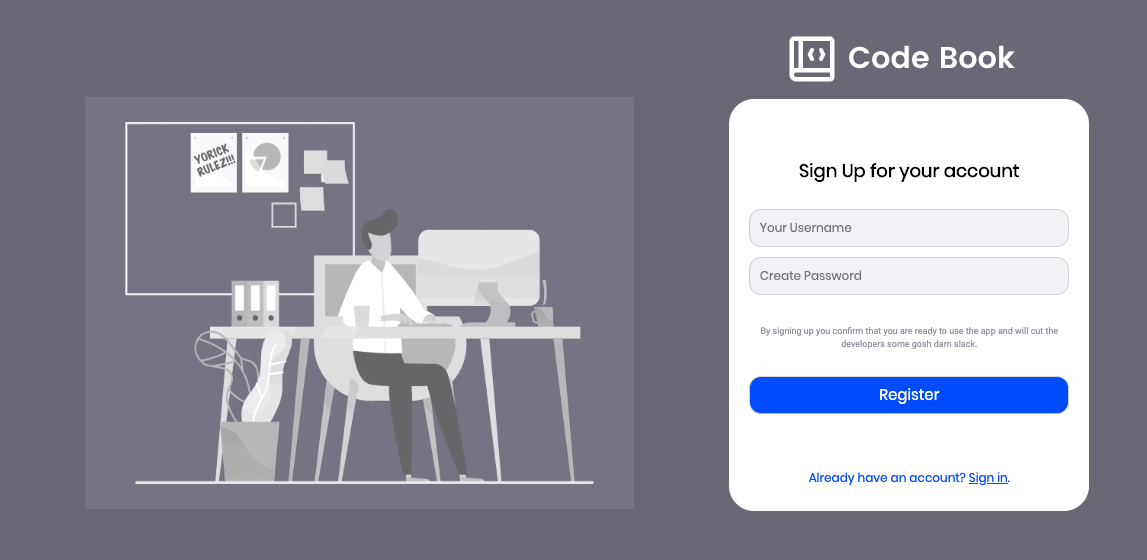 Code Book
YORICK
RULEZ!!!
Sign Up for your account
Your Username
Create Password
By signing up you confirm that you are ready to use the app and will cut the
developers some gosh darn slack.
Register
Already have an account? Sign in.